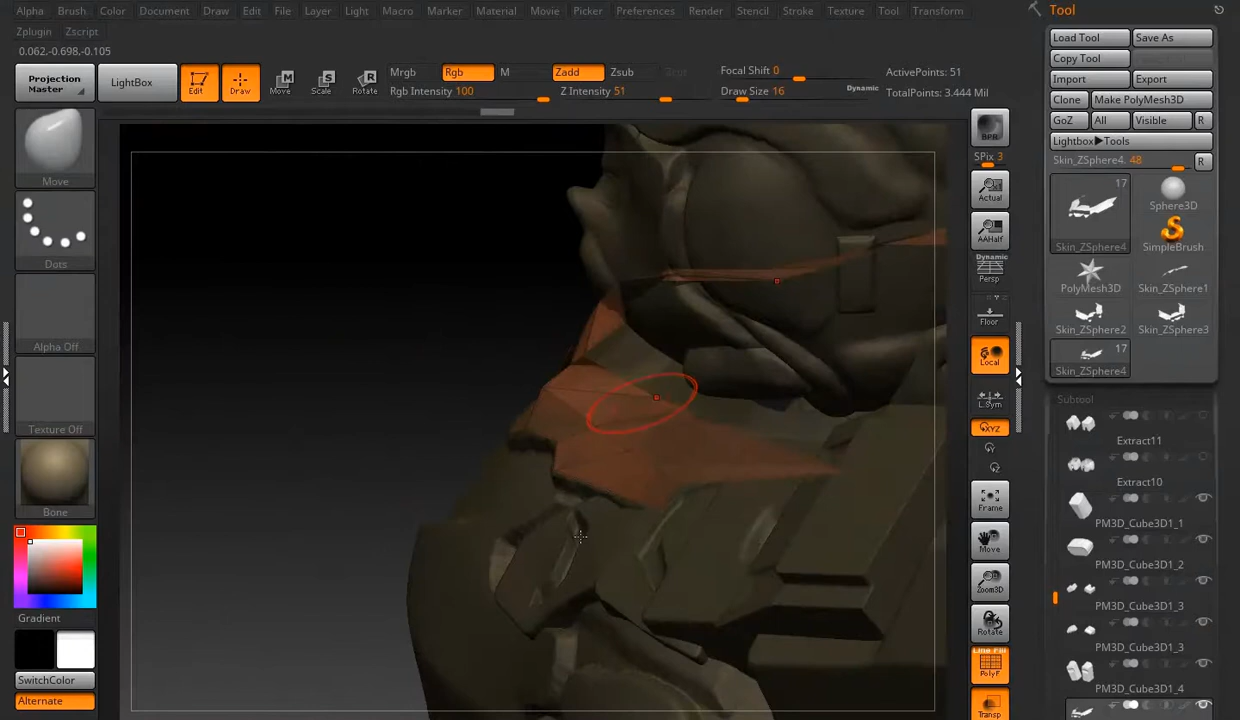 Alpha Brush Color Document Draw Edit File Layer Light Macro Marker Material Movie Picker Preferences Render Stencil Stroke Texture Tool Transform
Zplugin Zscript
0.062,-0.698,-0.105
Projection Master
LightBox
Edit
Draw
Move
Scale
Rotate
Mrgb Rgb M
Rgb Intensity 100
Zadd Zsub
Z Intensity 51
Focal Shift 0
Draw Size 16
Dynamic
ActivePoints: 51
TotalPoints: 3.444 Mil
Move
Dots
Alpha Off
Texture Off
Bone
Gradient
SwitchColor
Alternate
BPR
SPix 3
Actual
AAHalf
Dynamic
Persp
Floor
Local
L.Sym
XYZ
Frame
Move
Zoom3D
Rotate
Line Fill
PolyF
Transp
Tool
Load Tool Save As
Copy Tool
Import Export
Clone Make PolyMesh3D
GoZ All Visible R
Lightbox▶Tools
Skin_ZSphere4. 48 R
17
Skin_ZSphere4
Sphere3D
SimpleBrush
PolyMesh3D Skin_ZSphere1
Skin_ZSphere2 Skin_ZSphere3
17
Skin_ZSphere4
Subtool
Extract11
Extract10
PM3D_Cube3D1_1
PM3D_Cube3D1_2
PM3D_Cube3D1_3
PM3D_Cube3D1_3
PM3D_Cube3D1_4